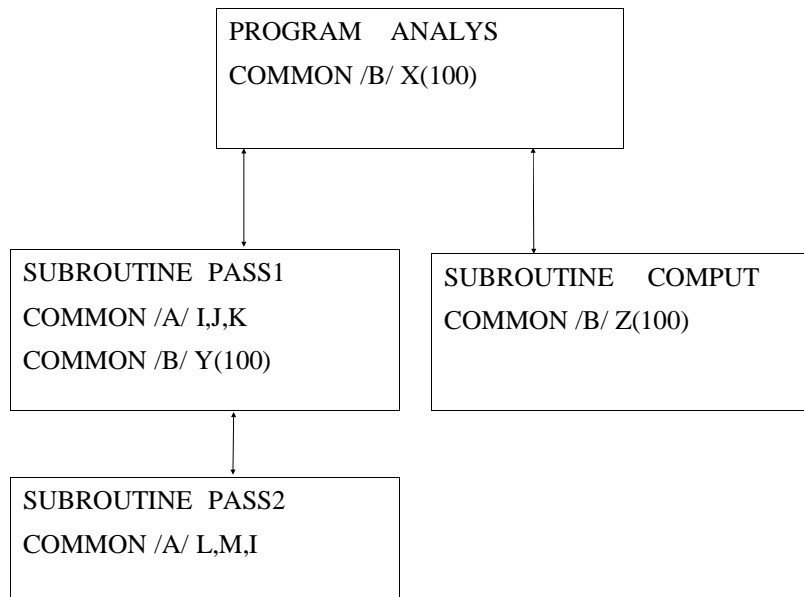 PROGRAM ANALYS
COMMON /B/ X(100)
SUBROUTINE PASS1
COMMON /A/ I,J,K
COMMON /B/ Y(100)
SUBROUTINE COMPUT
COMMON /B/ Z(100)
SUBROUTINE PASS2
COMMON /A/ L,M,I